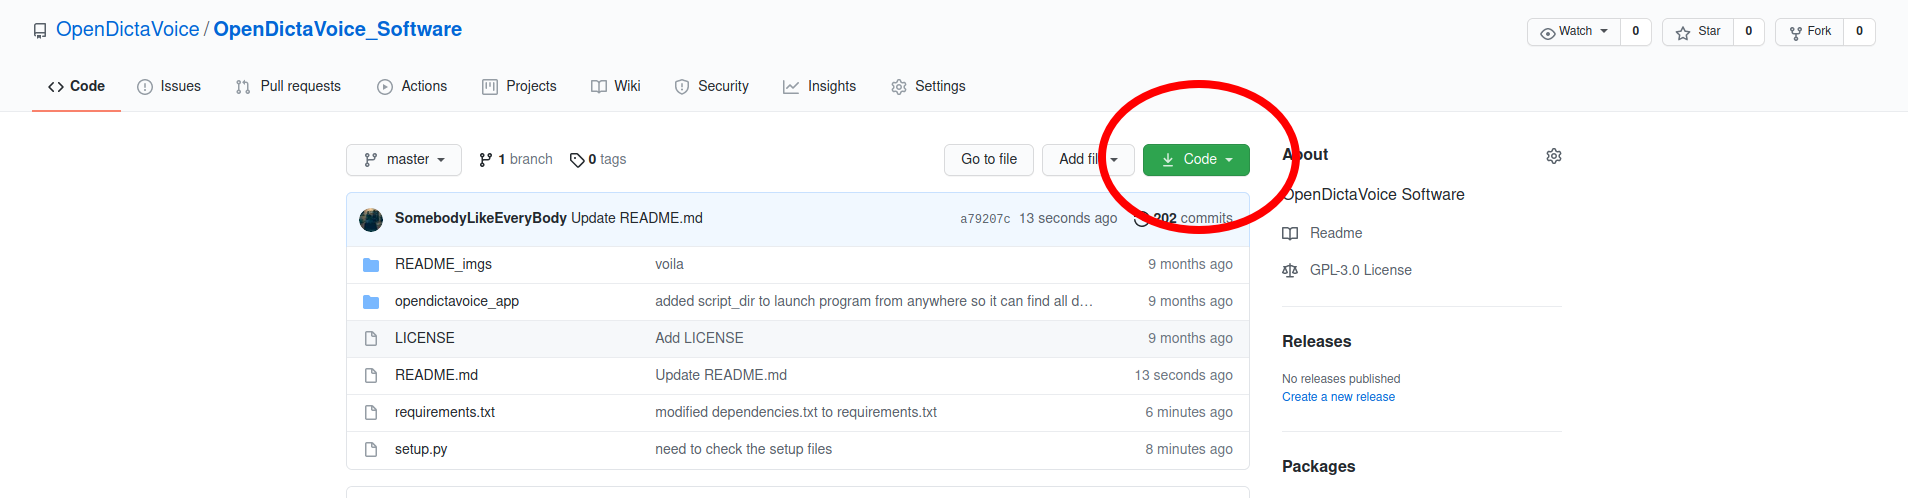 OpenDictaVoice / OpenDictaVoice_Software
Watch 0 Star 0 Fork 0
Code Issues Pull requests Actions Projects Wiki Security Insights Settings
master 1 branch 0 tags Go to file Add fil Code
About
OpenDictaVoice Software
SomebodyLikeEveryBody Update README.md a79207c 13 seconds ago 202 commits
Readme
README_imgs voila 9 months ago
GPL-3.0 License
opendictavoice_app added script_dir to launch program from anywhere so it can find all d... 9 months ago
LICENSE Add LICENSE 9 months ago
Releases
README.md Update README.md 13 seconds ago
No releases published
Create a new release
requirements.txt modified dependencies.txt to requirements.txt 6 minutes ago
setup.py need to check the setup files 8 minutes ago
Packages